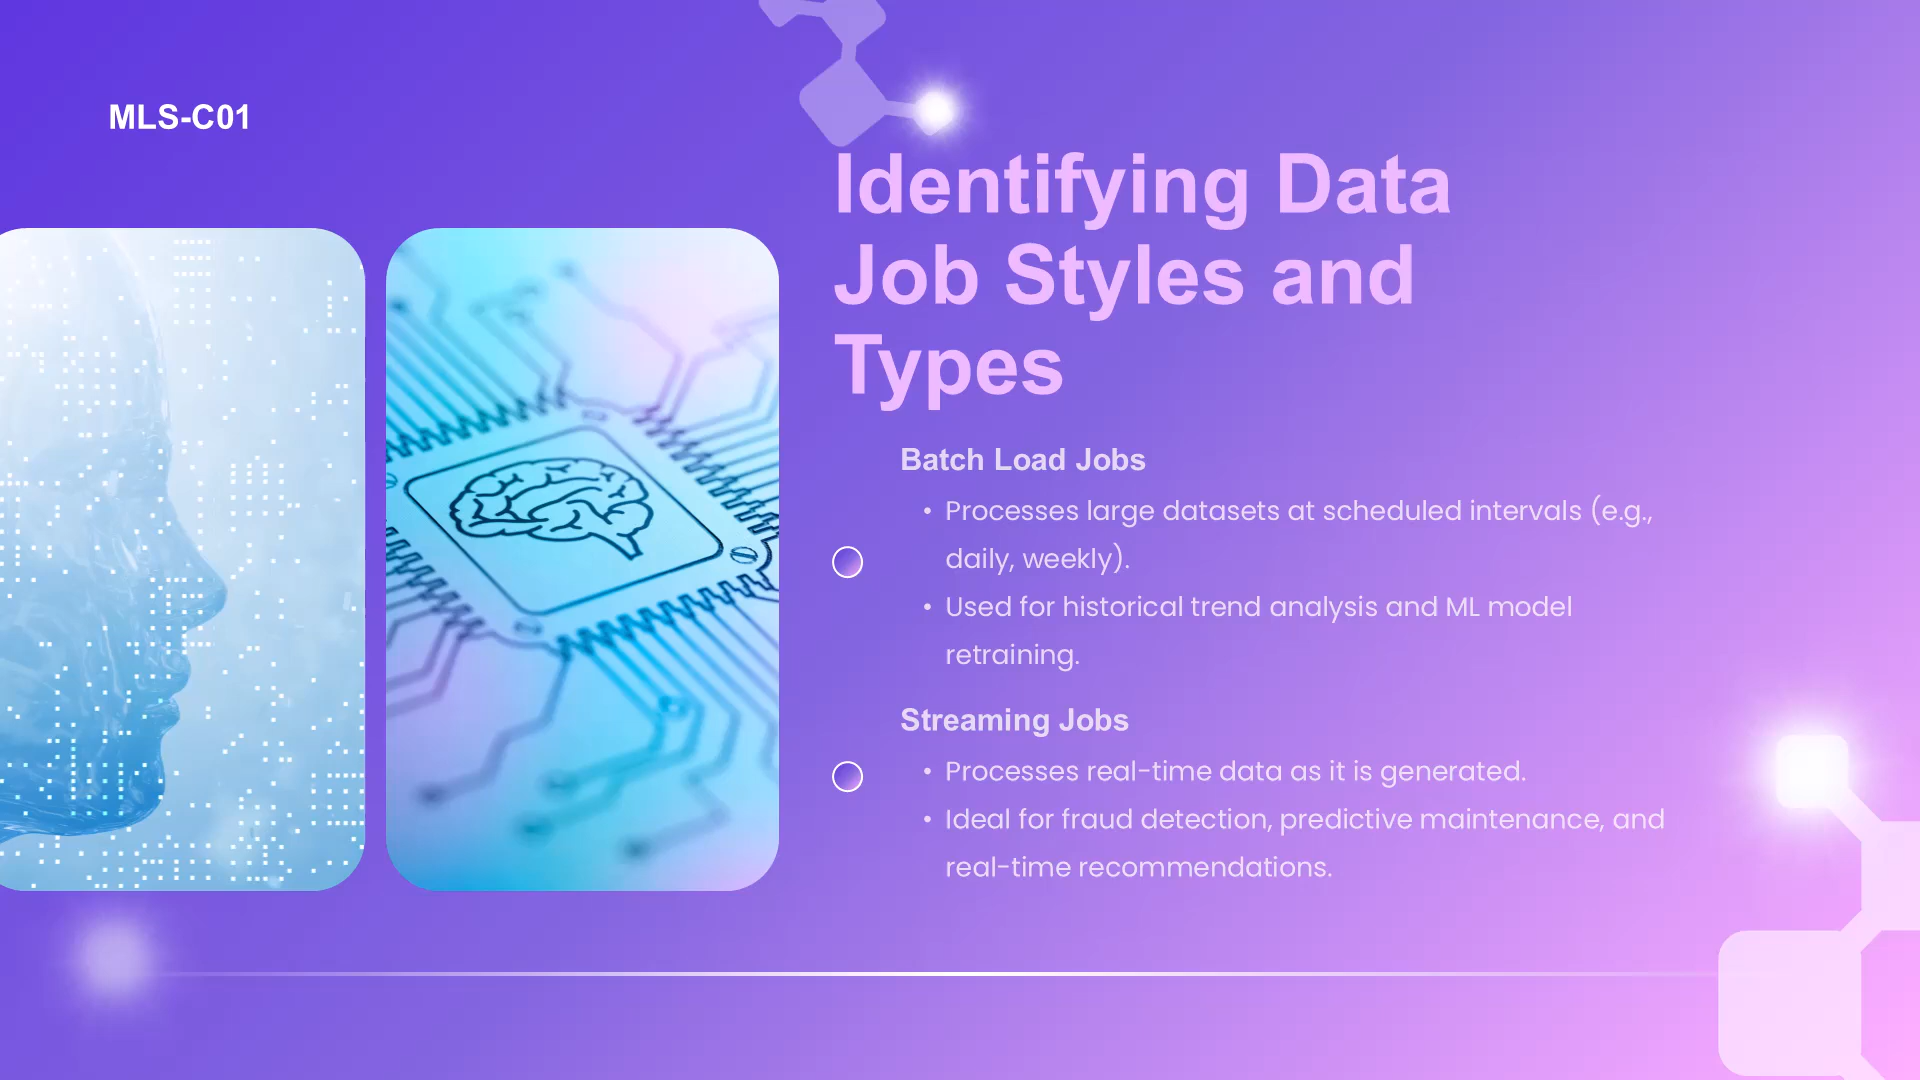 MLS-C01
Identifying Data
Job Styles and
Types
Batch Load Jobs
• Processes large datasets at scheduled intervals (e.g.,
daily, weekly).
• Used for historical trend analysis and ML model
retraining.
Streaming Jobs
• Processes real-time data as it is generated.
• Ideal for fraud detection, predictive maintenance, and
real-time recommendations.